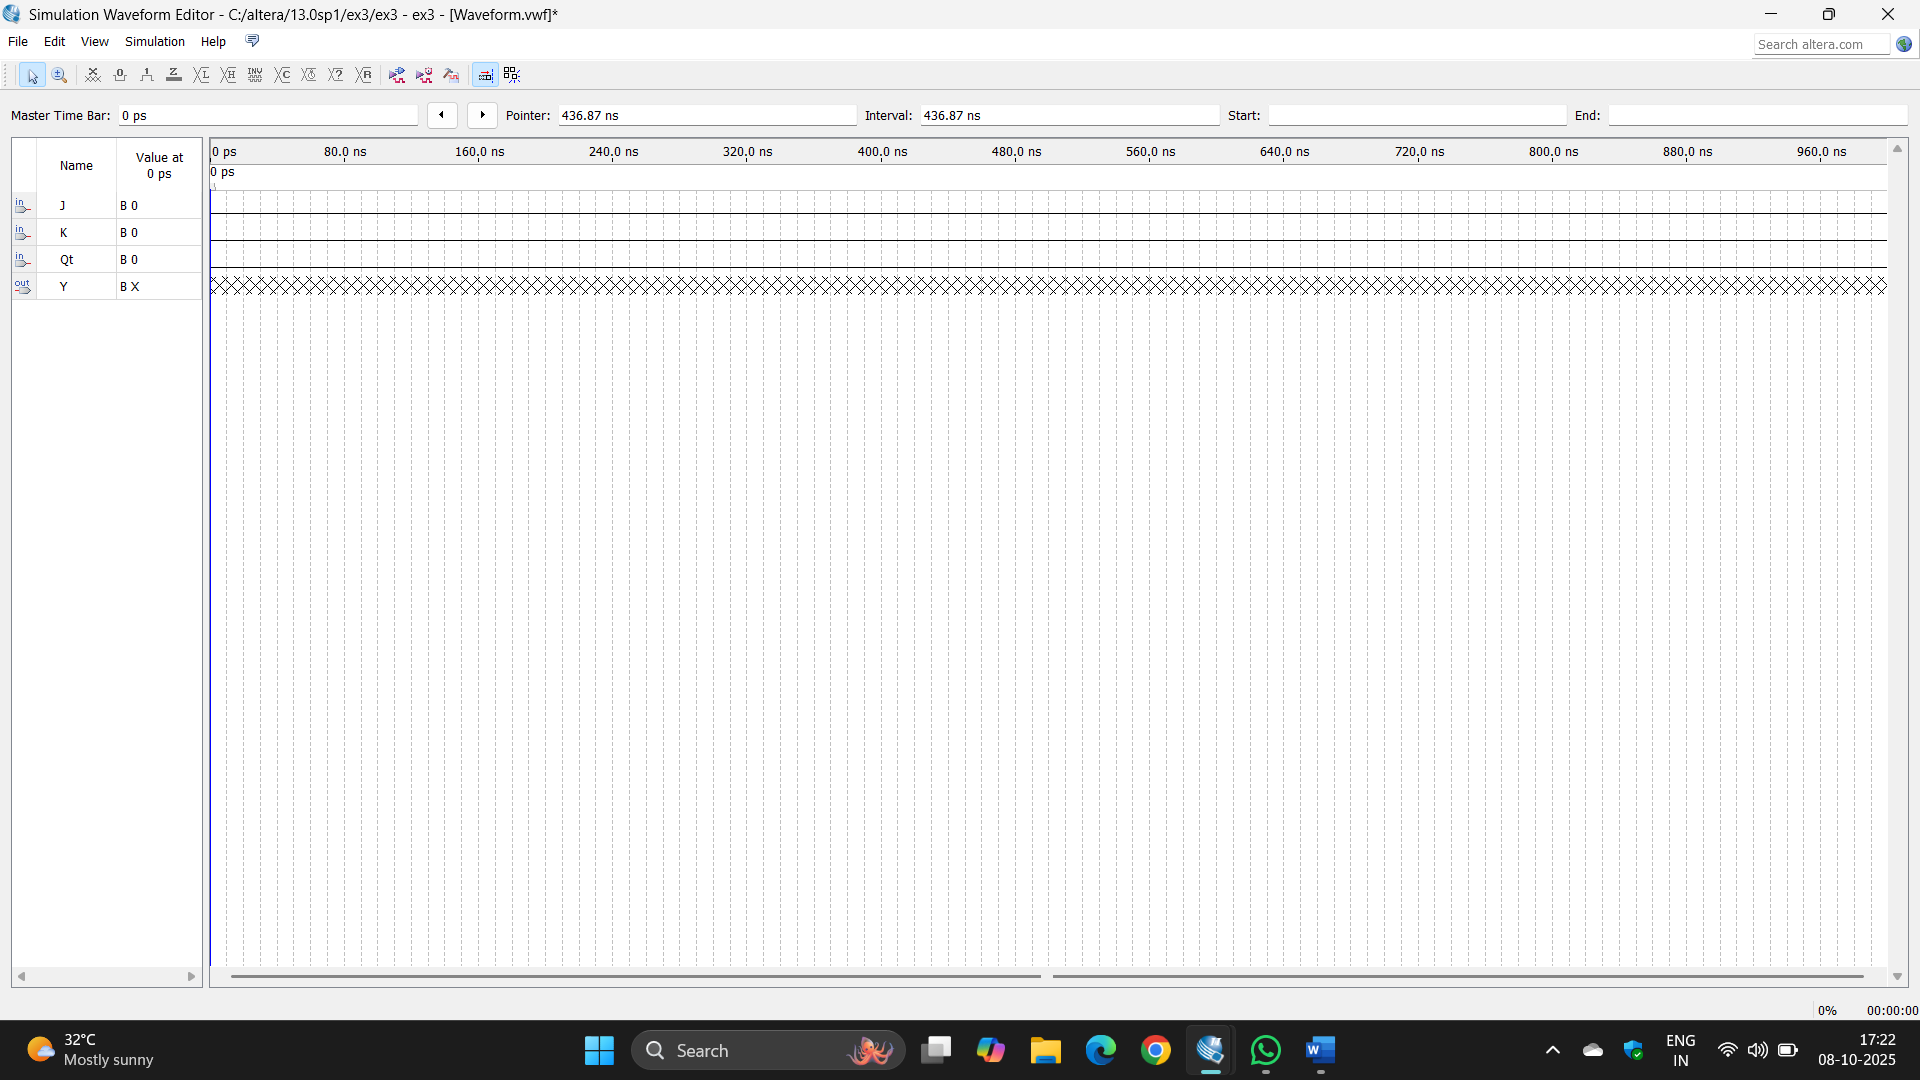 Simulation Waveform Editor - C:/altera/13.0sp1/ex3/ex3 - ex3 - [Waveform.vwf]*
File Edit View Simulation Help
Search altera.com
Master Time Bar: 0 ps Pointer: 436.87 ns Interval: 436.87 ns Start: End:
Name Value at 0 ps
0 ps 80.0 ns 160.0 ns 240.0 ns 320.0 ns 400.0 ns 480.0 ns 560.0 ns 640.0 ns 720.0 ns 800.0 ns 880.0 ns 960.0 ns
0 ps
in J B 0
in K B 0
in Qt B 0
out Y B X
0% 00:00:00
32°C
Mostly sunny
Search
ENG
IN
17:22
08-10-2025